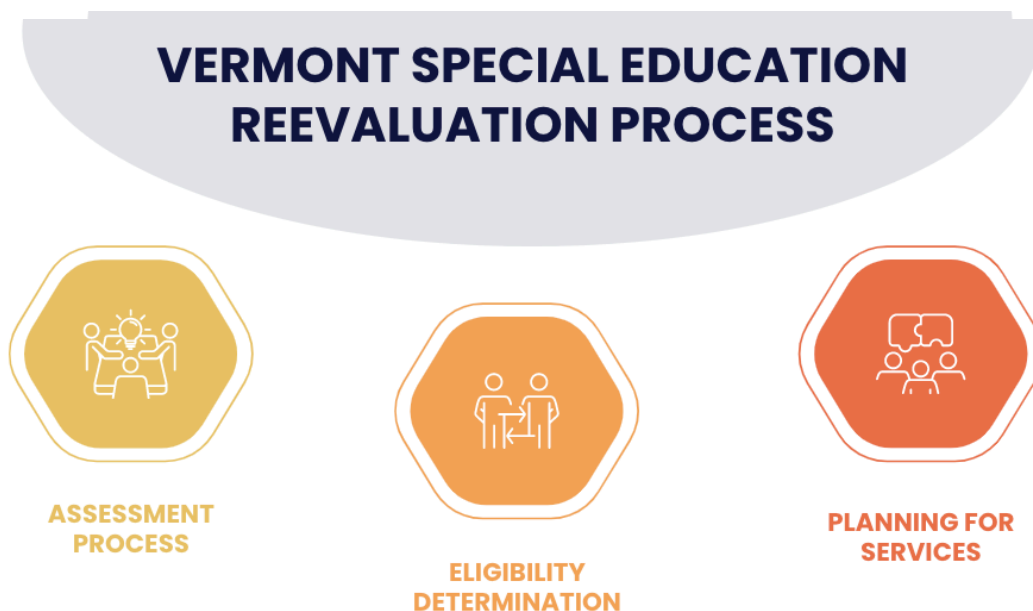 VERMONT SPECIAL EDUCATION
REEVALUATION PROCESS
ASSESSMENT
PROCESS
ELIGIBILITY
DETERMINATION
PLANNING FOR
SERVICES